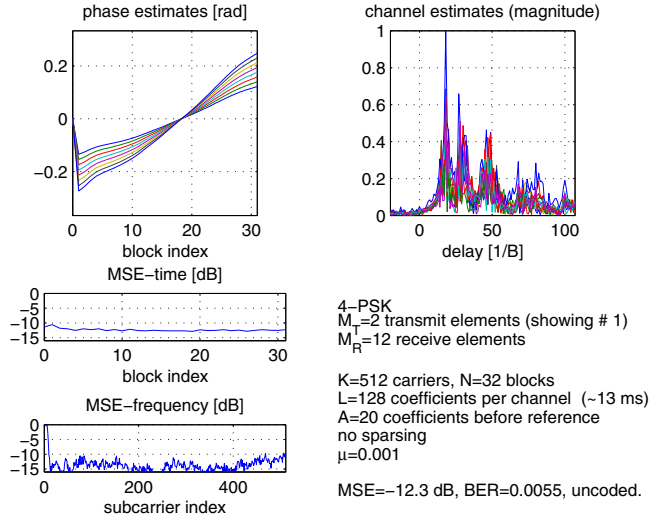 phase estimates [rad]
0.2
0
−0.2
0 10 20 30
block index
channel estimates (magnitude)
1
0.8
0.6
0.4
0.2
0
0 50 100
delay [1/B]
MSE−time [dB]
0
−5
−10
−15
0 10 20 30
block index
MSE−frequency [dB]
0
−5
−10
−15
0 200 400
subcarrier index
4−PSK
M_T=2 transmit elements (showing # 1)
M_R=12 receive elements
K=512 carriers, N=32 blocks
L=128 coefficients per channel (~13 ms)
A=20 coefficients before reference
no sparsing
μ=0.001
MSE=−12.3 dB, BER=0.0055, uncoded.